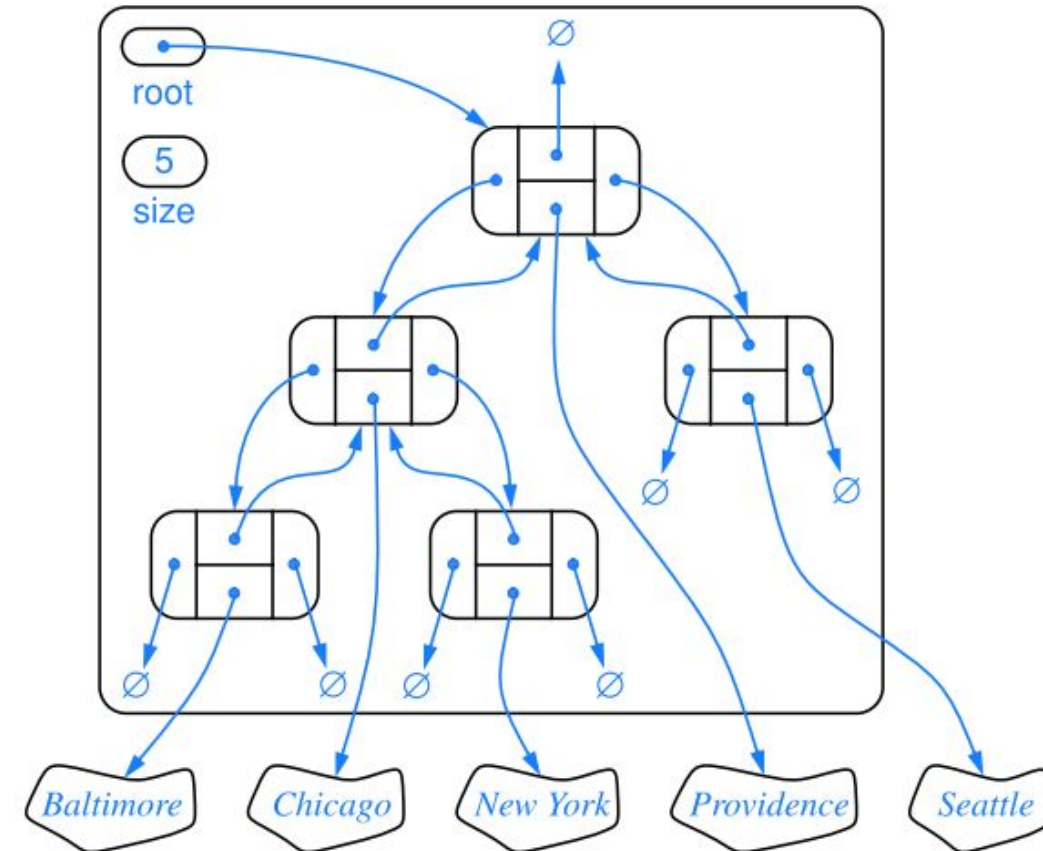 ∅
root
5
size
∅ ∅
∅ ∅ ∅ ∅
Baltimore Chicago New York Providence Seattle